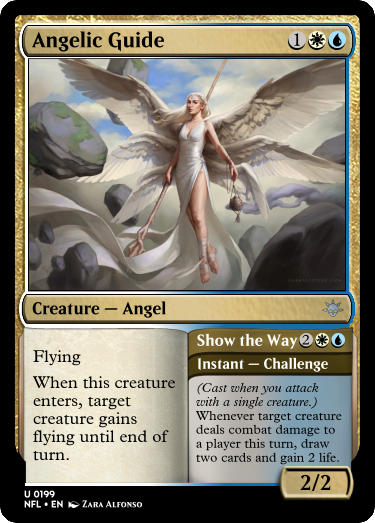 Angelic Guide 1
Creature — Angel
Flying
When this creature
enters, target
creature gains
flying until end of
turn.
Show the Way 2
Instant — Challenge
(Cast when you attack
with a single creature.)
Whenever target creature
deals combat damage to
a player this turn, draw
two cards and gain 2 life.
2/2
U 0199
NFL • EN Zara Alfonso